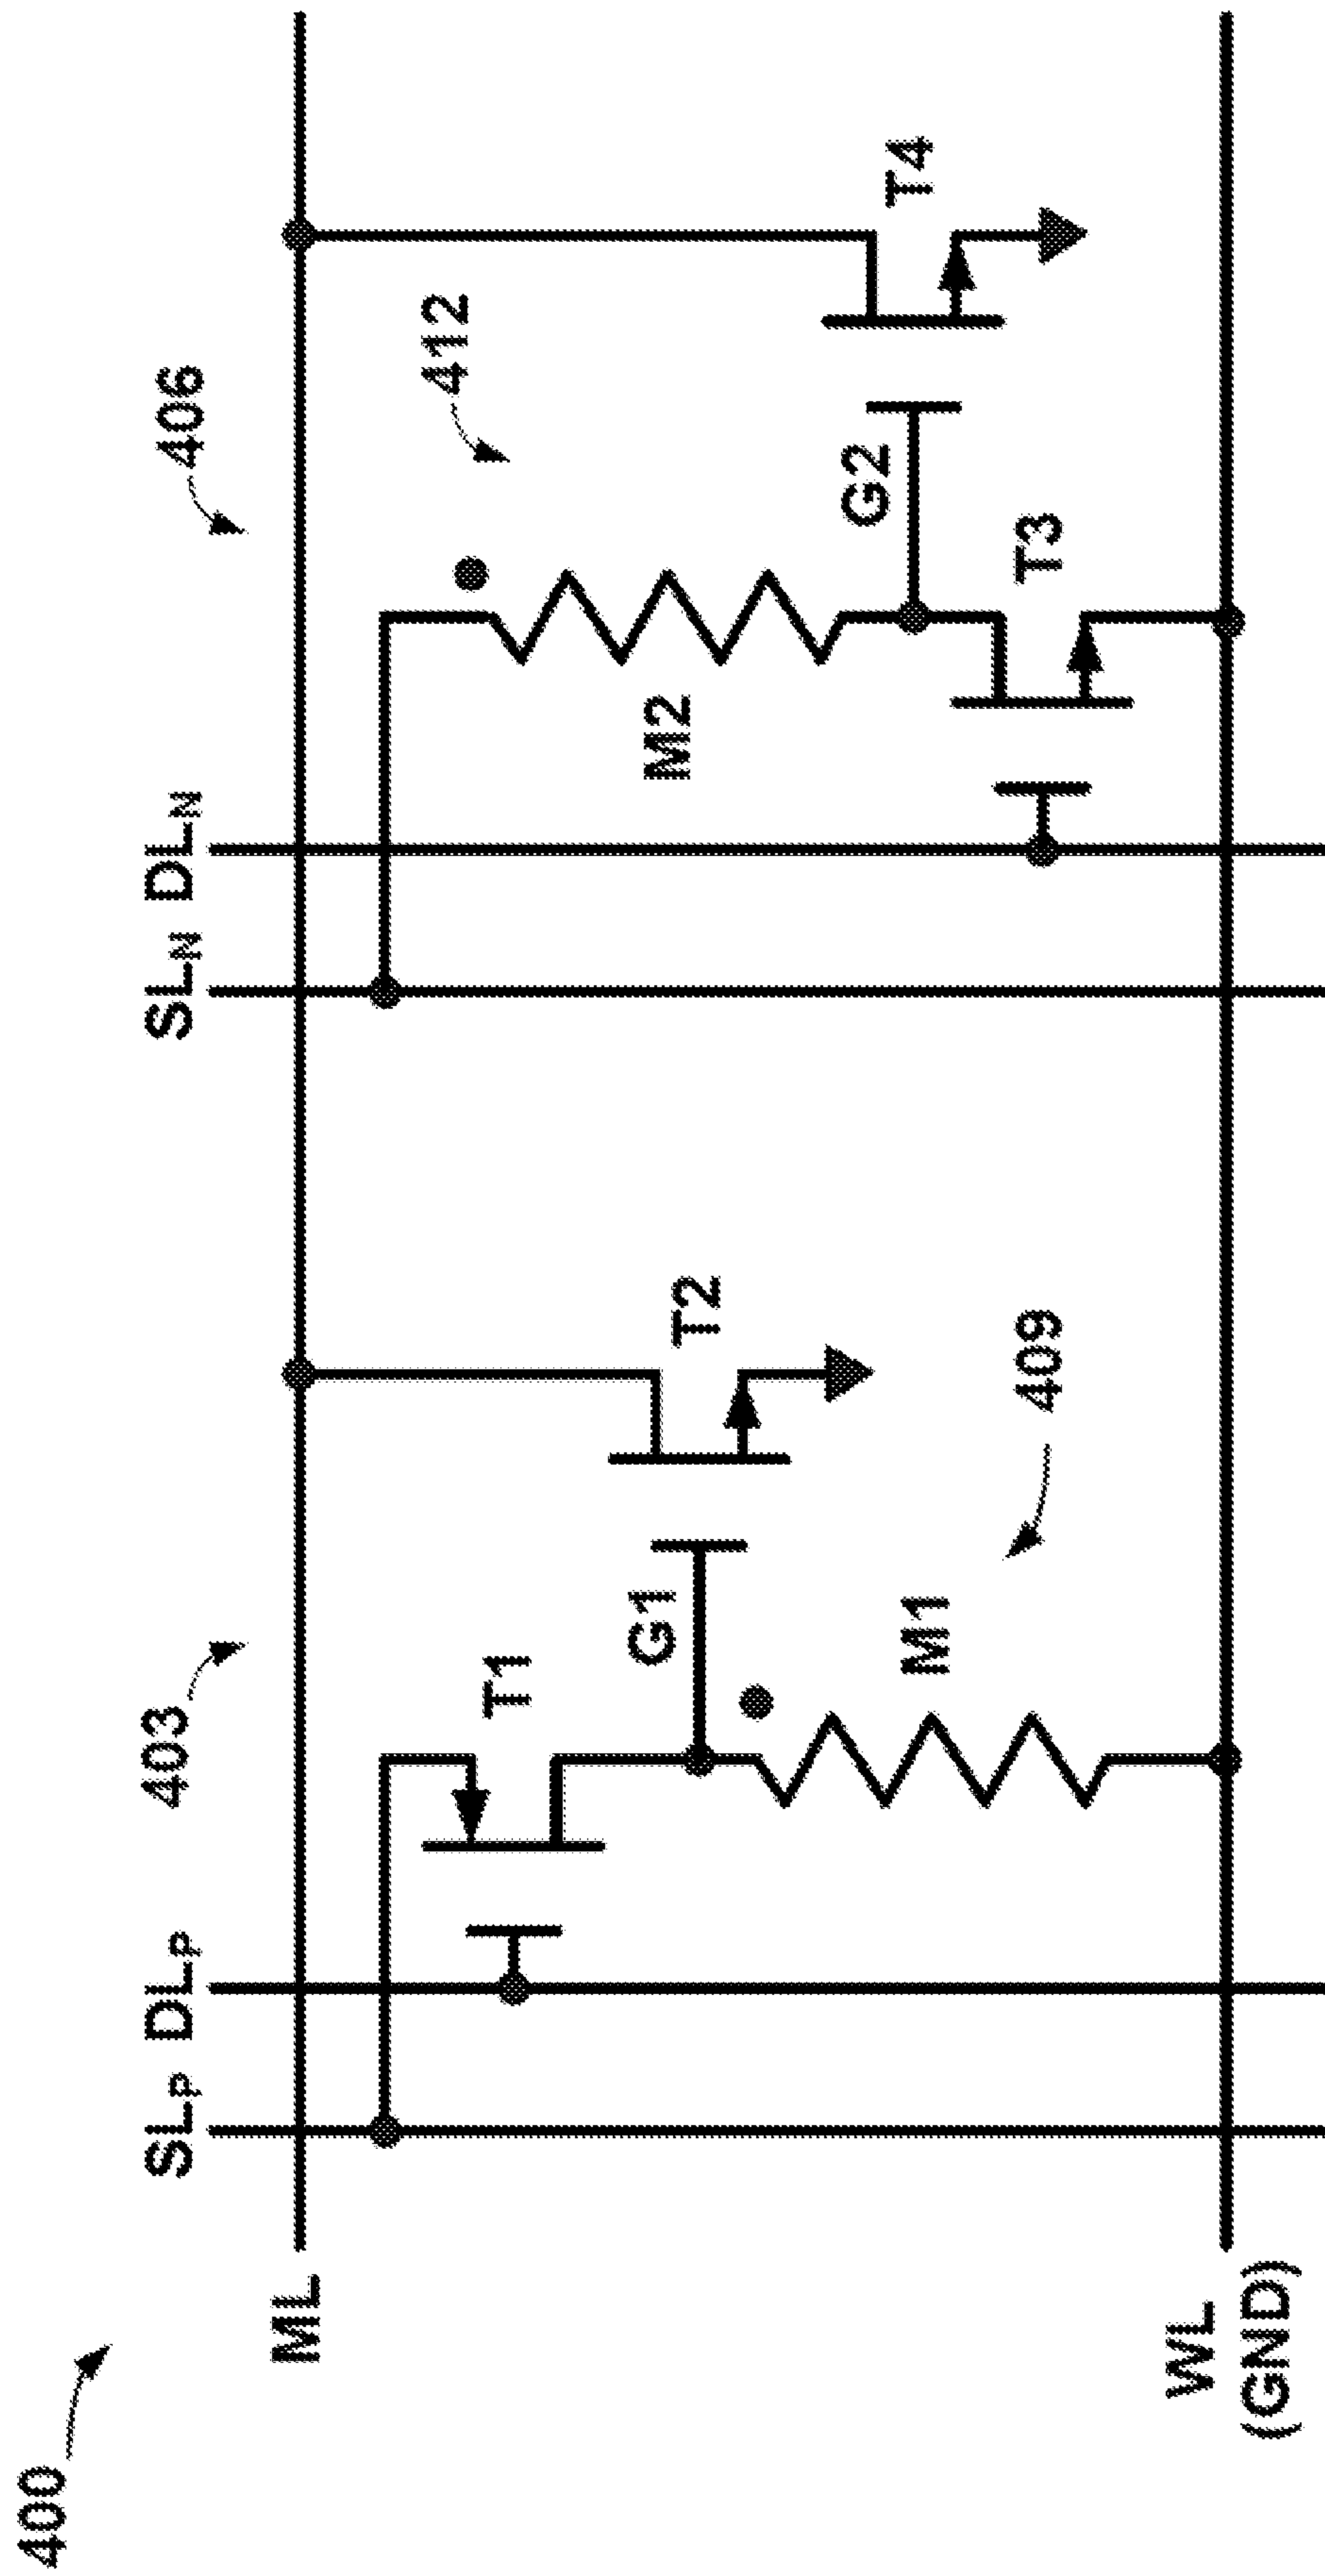 400
403
406
SLP DLP
SLN DLN
ML
412
T1
G1
T2
M2
G2
T4
M1
409
T3
WL
(GND)